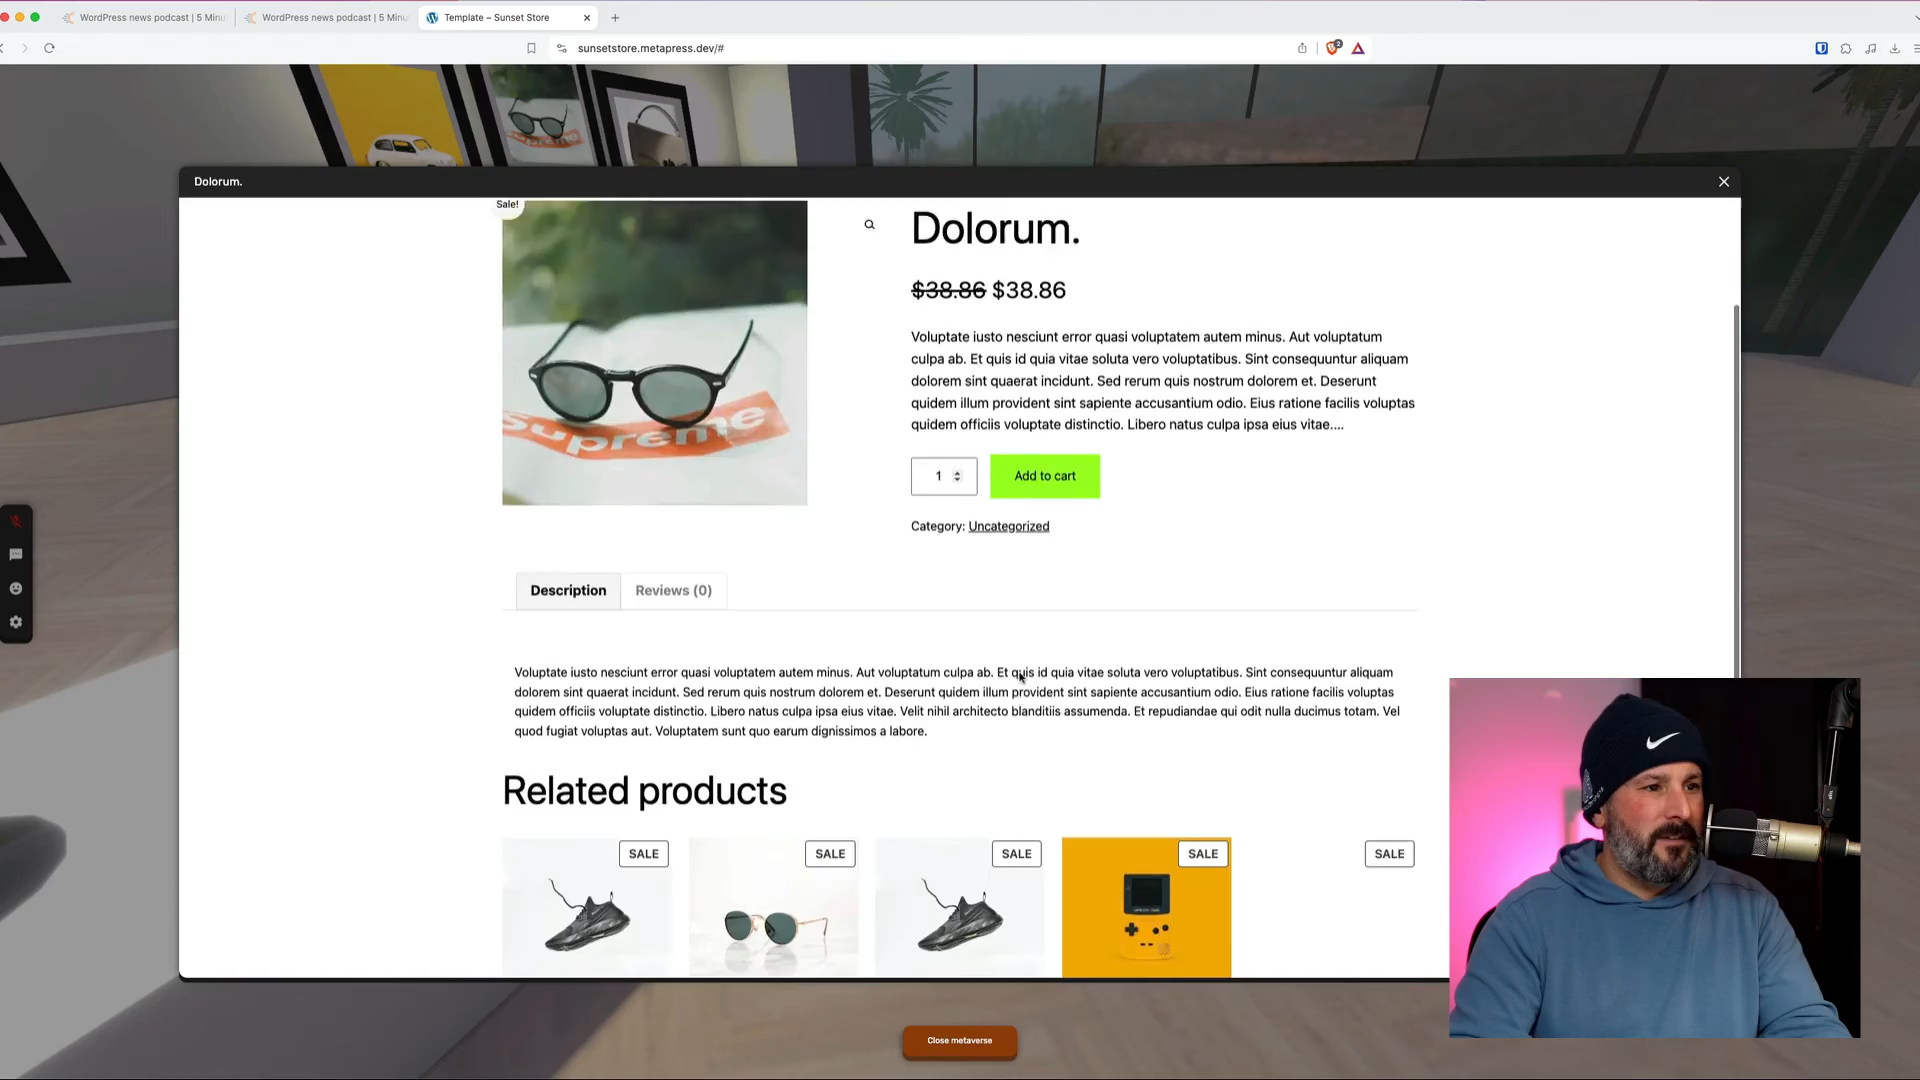 WordPress news podcast | 5 Minu
WordPress news podcast | 5 Minu
Template – Sunset Store
sunsetstore.metapress.dev/#
Dolorum.
Sale!
Supreme
Dolorum.
$38.86 $38.86
Voluptate iusto nesciunt error quasi voluptatem autem minus. Aut voluptatum
culpa ab. Et quis id quia vitae soluta vero voluptatibus. Sint consequuntur aliquam
dolorem sint quaerat incidunt. Sed rerum quis nostrum dolorem et. Deserunt
quidem illum provident sint sapiente accusantium odio. Eius ratione facilis voluptas
quidem officiis voluptate distinctio. Libero natus culpa ipsa eius vitae....
1
Add to cart
Category: Uncategorized
Description
Reviews (0)
Voluptate iusto nesciunt error quasi voluptatem autem minus. Aut voluptatum culpa ab. Et quis id quia vitae soluta vero voluptatibus. Sint consequuntur aliquam
dolorem sint quaerat incidunt. Sed rerum quis nostrum dolorem et. Deserunt quidem illum provident sint sapiente accusantium odio. Eius ratione facilis voluptas
quidem officiis voluptate distinctio. Libero natus culpa ipsa eius vitae. Velit nihil architecto blanditiis assumenda. Et repudiandae qui odit nulla ducimus totam. Vel
quod fugiat voluptas aut. Voluptatem sunt quo earum dignissimos a labore.
Related products
SALE
SALE
SALE
SALE
SALE
Close metaverse